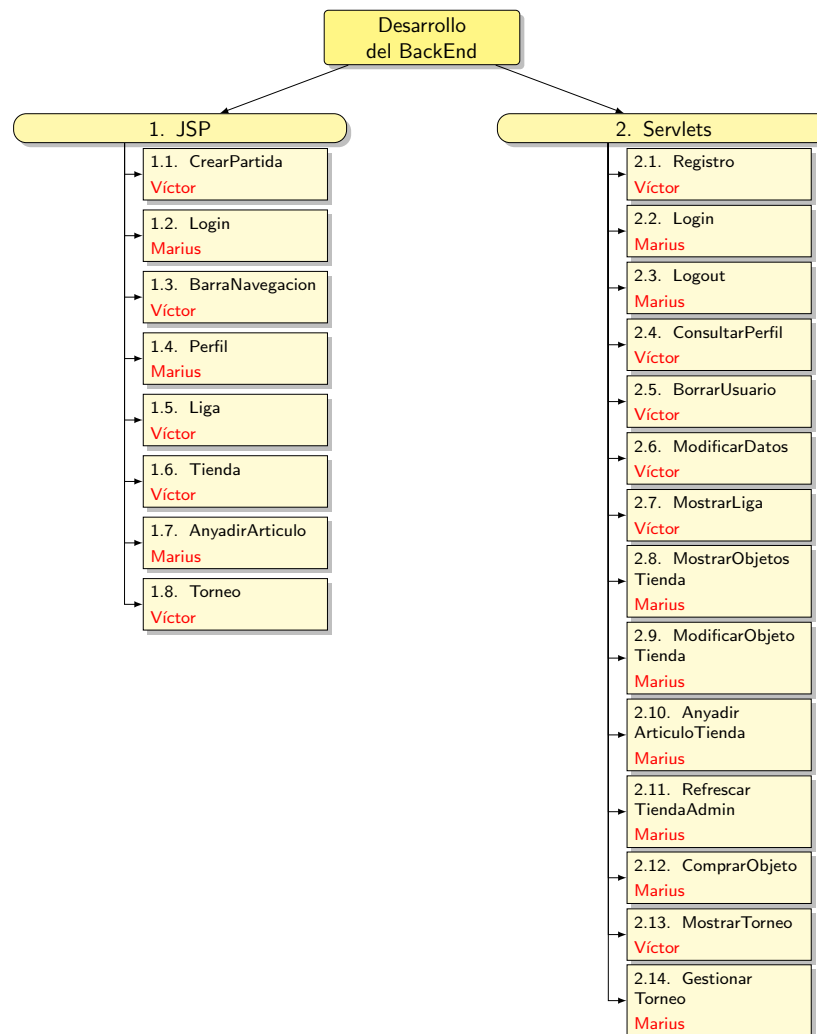 Desarrollo
del BackEnd
1. JSP
1.1. CrearPartida
Víctor
1.2. Login
Marius
1.3. BarraNavegacion
Víctor
1.4. Perfil
Marius
1.5. Liga
Víctor
1.6. Tienda
Víctor
1.7. AnyadirArticulo
Marius
1.8. Torneo
Víctor
2. Servlets
2.1. Registro
Víctor
2.2. Login
Marius
2.3. Logout
Marius
2.4. ConsultarPerfil
Víctor
2.5. BorrarUsuario
Víctor
2.6. ModificarDatos
Víctor
2.7. MostrarLiga
Víctor
2.8. MostrarObjetos
Tienda
Marius
2.9. ModificarObjeto
Tienda
Marius
2.10. Anyadir
ArticuloTienda
Marius
2.11. Refrescar
TiendaAdmin
Marius
2.12. ComprarObjeto
Marius
2.13. MostrarTorneo
Víctor
2.14. Gestionar
Torneo
Marius